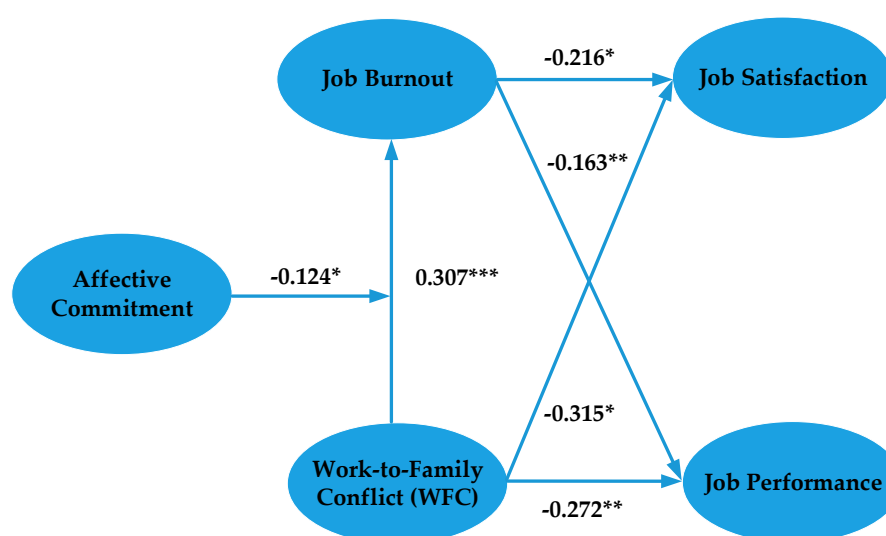 -0.216*
Job Burnout
Job Satisfaction
-0.163**
Affective
Commitment
-0.124*
0.307***
-0.315*
Work-to-Family
Conflict (WFC)
Job Performance
-0.272**